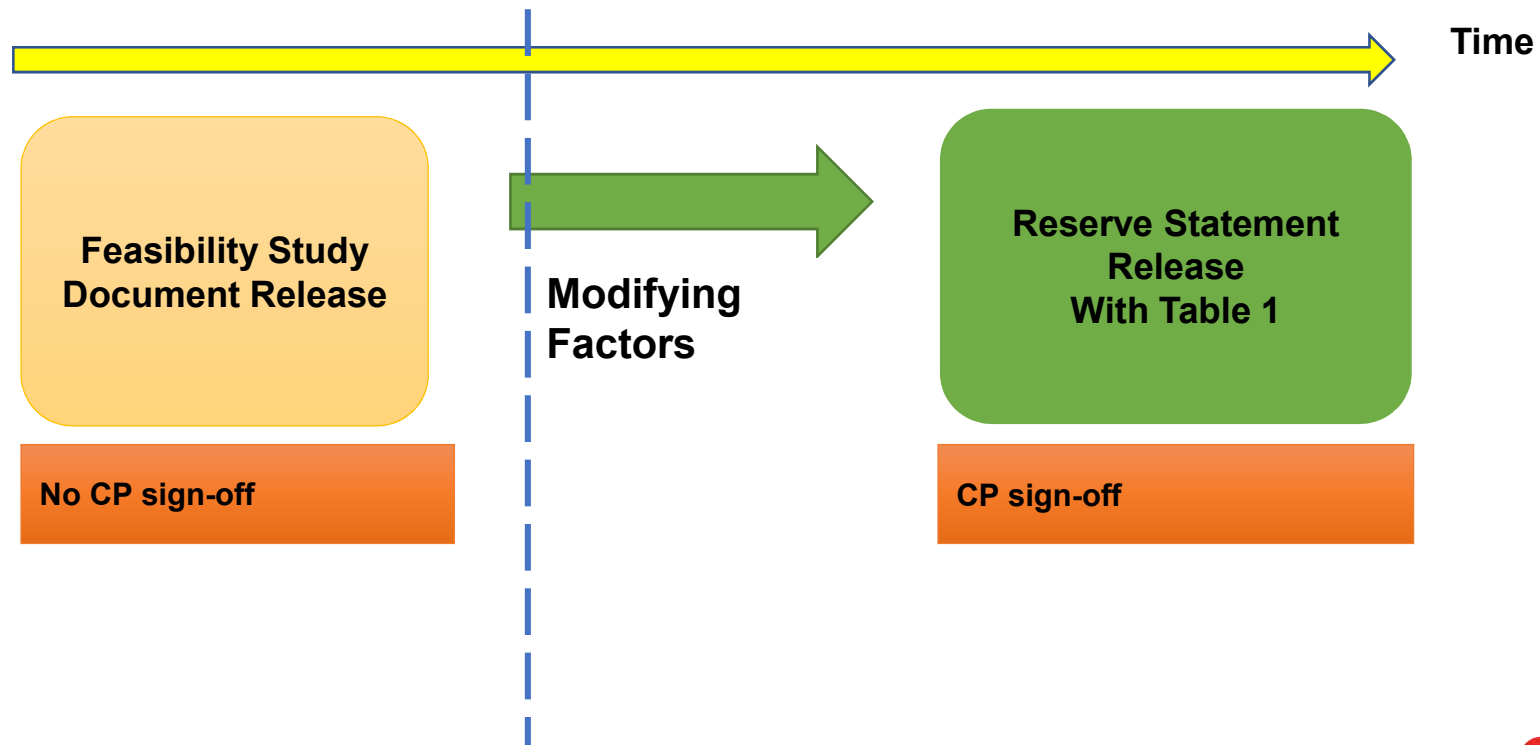 Time
Feasibility Study
Document Release
Modifying
Factors
Reserve Statement
Release
With Table 1
No CP sign-off
CP sign-off